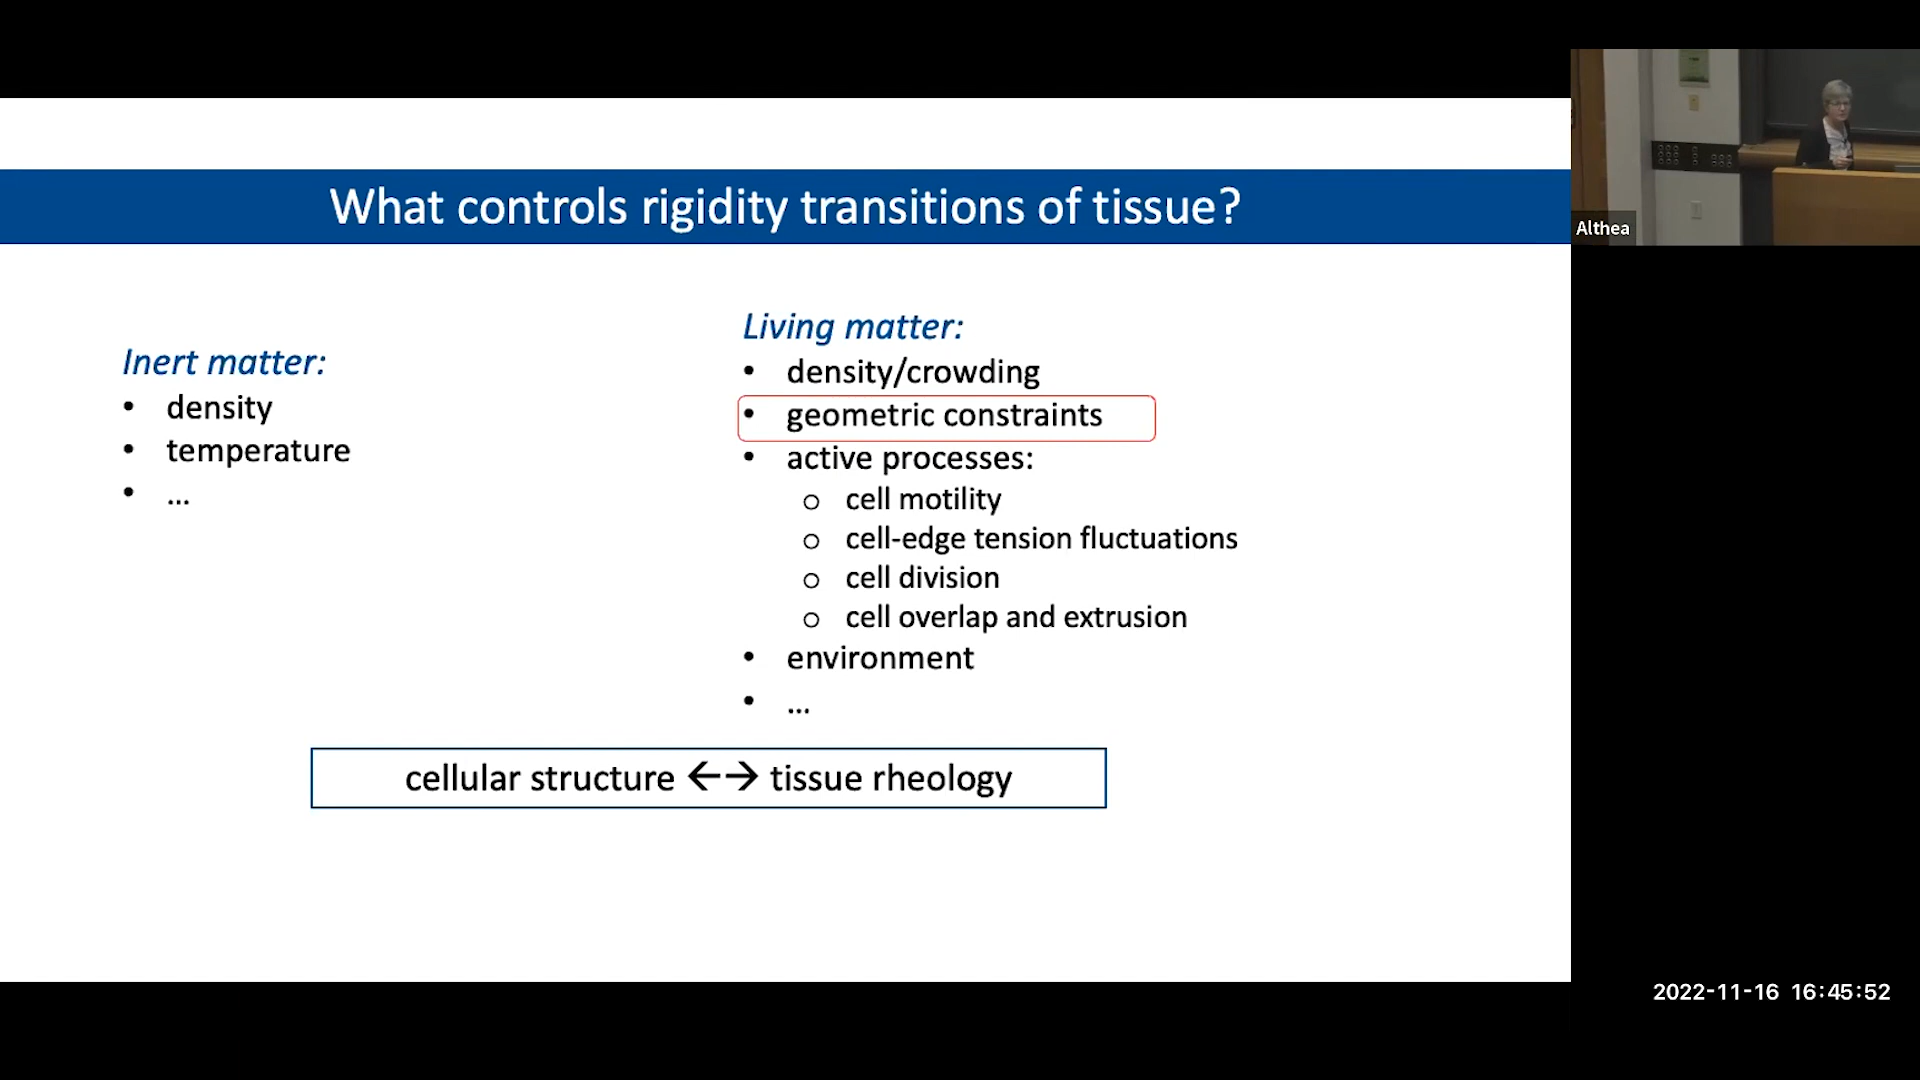 What controls rigidity transitions of tissue?
Inert matter:
• density
• temperature
• ...
Living matter:
• density/crowding
• geometric constraints
• active processes:
o cell motility
o cell-edge tension fluctuations
o cell division
o cell overlap and extrusion
• environment
• ...
cellular structure ←→ tissue rheology
Althea
2022-11-16 16:45:52